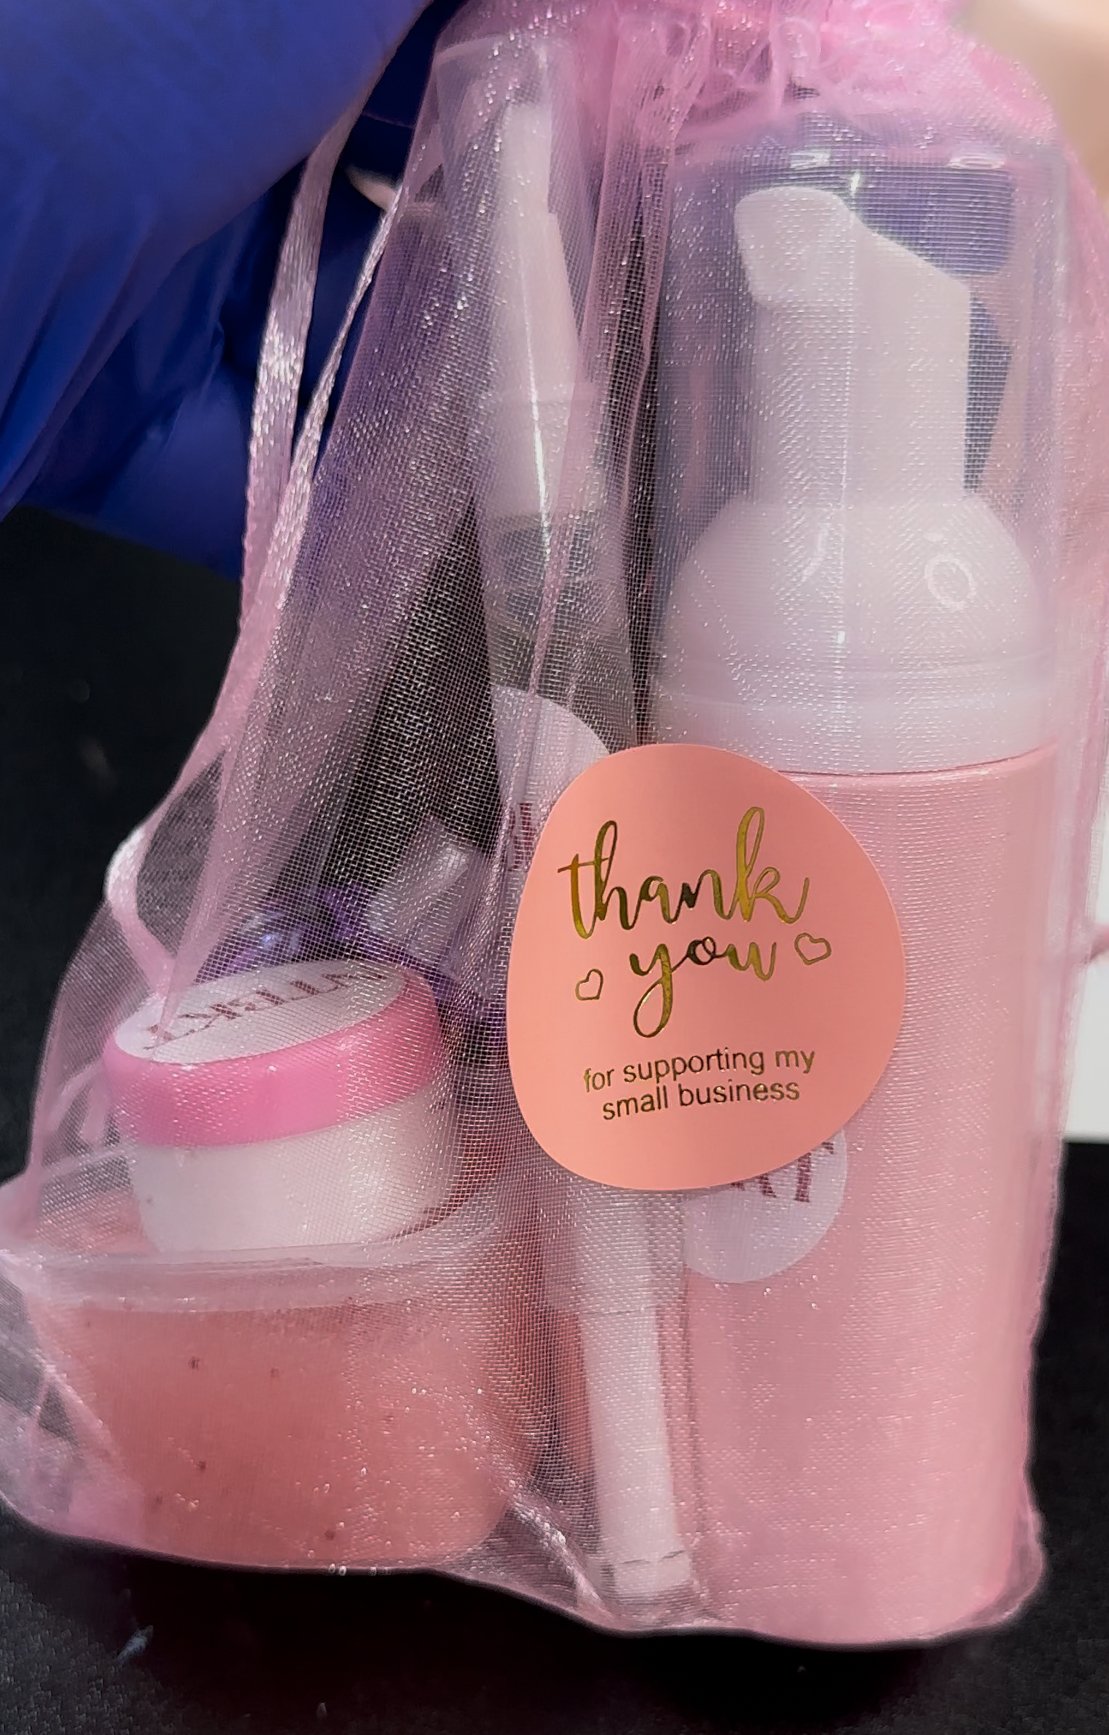 thank
you
for supporting my
small business